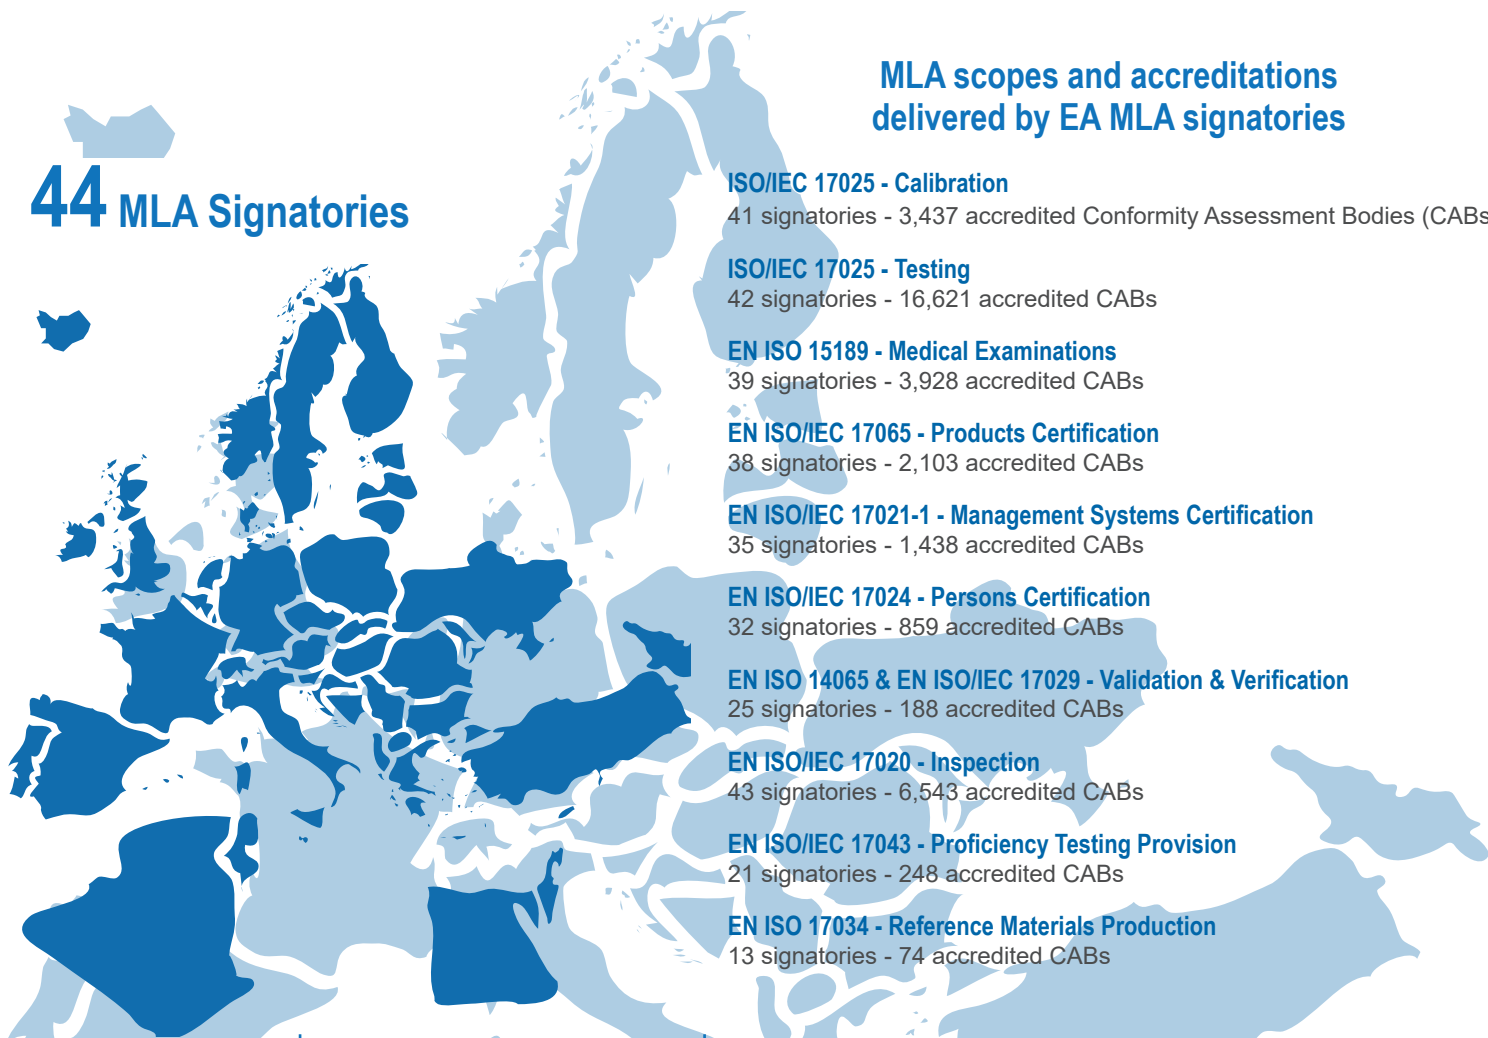 MLA scopes and accreditations
delivered by EA MLA signatories
44 MLA Signatories
ISO/IEC 17025 - Calibration
41 signatories - 3,437 accredited Conformity Assessment Bodies (CABs
ISO/IEC 17025 - Testing
42 signatories - 16,621 accredited CABs
EN ISO 15189 - Medical Examinations
39 signatories - 3,928 accredited CABs
EN ISO/IEC 17065 - Products Certification
38 signatories - 2,103 accredited CABs
EN ISO/IEC 17021-1 - Management Systems Certification
35 signatories - 1,438 accredited CABs
EN ISO/IEC 17024 - Persons Certification
32 signatories - 859 accredited CABs
EN ISO 14065 & EN ISO/IEC 17029 - Validation & Verification
25 signatories - 188 accredited CABs
EN ISO/IEC 17020 - Inspection
43 signatories - 6,543 accredited CABs
EN ISO/IEC 17043 - Proficiency Testing Provision
21 signatories - 248 accredited CABs
EN ISO 17034 - Reference Materials Production
13 signatories - 74 accredited CABs